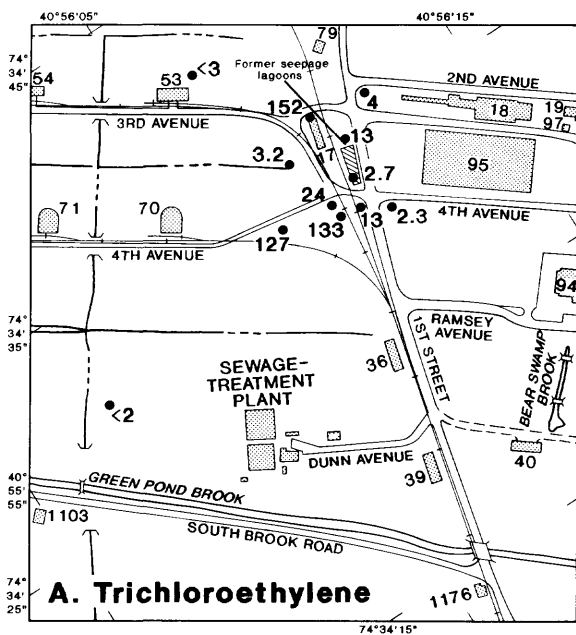 40°56'05"
40°56'15"
74°
34'
45"
79
Former seepage
lagoons
54
53
<3
2ND AVENUE
152
4
18
19
97
3RD AVENUE
13
17
95
3.2
2.7
71
70
24
4TH AVENUE
133
13
2.3
127
4TH AVENUE
94
74°
34'
35"
RAMSEY
AVENUE
1ST STREET
BEAR SWAMP
BROOK
36
SEWAGE-
TREATMENT
PLANT
<2
DUNN AVENUE
40
39
40°
55'
55"
GREEN POND BROOK
1103
SOUTH BROOK ROAD
74°
34'
25"
A. Trichloroethylene
1176
74°34'15"